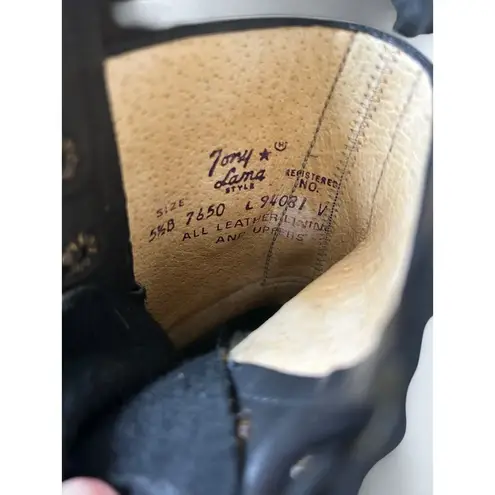 Tony ★ ®
Lama
SIZE STYLE REGISTERED NO.
5½B 7650 L 94081 V
ALL LEATHER LINING
AND UPPERS